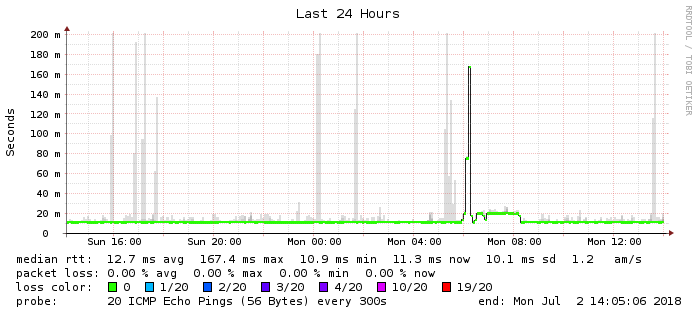 Last 24 Hours
RRDTOOL / TOBI OETIKER
Seconds
200 m
180 m
160 m
140 m
120 m
100 m
80 m
60 m
40 m
20 m
0
Sun 16:00 Sun 20:00 Mon 00:00 Mon 04:00 Mon 08:00 Mon 12:00
median rtt: 12.7 ms avg 167.4 ms max 10.9 ms min 11.3 ms now 10.1 ms sd 1.2 am/s
packet loss: 0.00 % avg 0.00 % max 0.00 % min 0.00 % now
loss color: 0 1/20 2/20 3/20 4/20 10/20 19/20
probe: 20 ICMP Echo Pings (56 Bytes) every 300s end: Mon Jul 2 14:05:06 2018